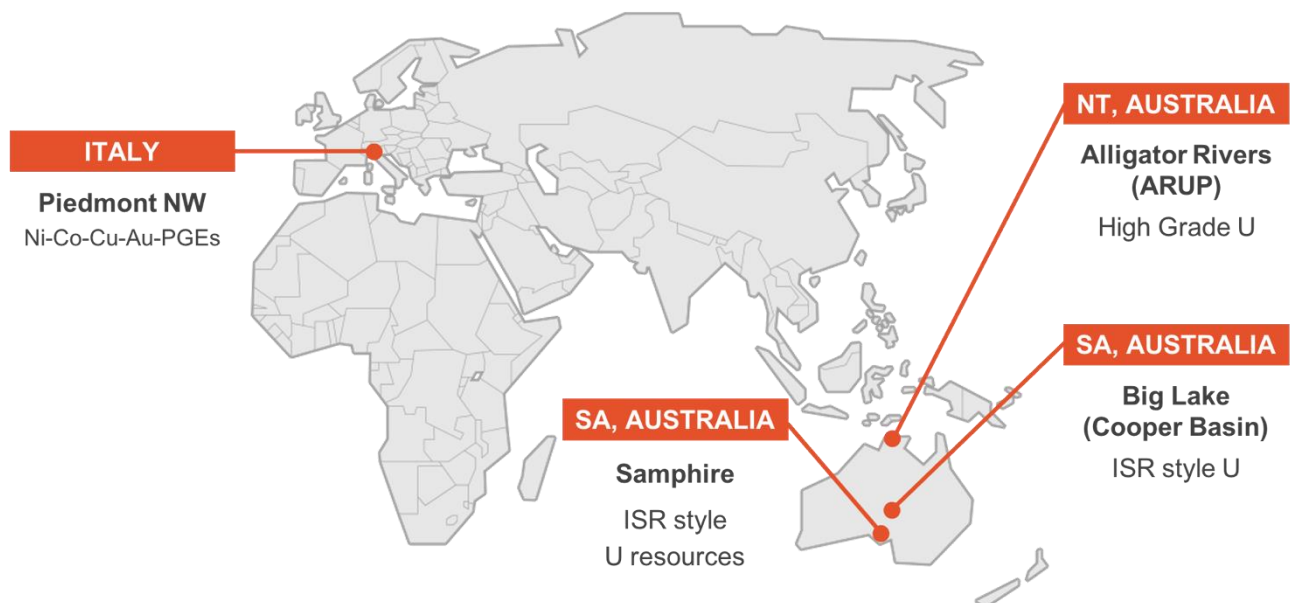 ITALY
Piedmont NW
Ni-Co-Cu-Au-PGEs
NT, AUSTRALIA
Alligator Rivers
(ARUP)
High Grade U
SA, AUSTRALIA
Big Lake
(Cooper Basin)
ISR style U
SA, AUSTRALIA
Samphire
ISR style
U resources